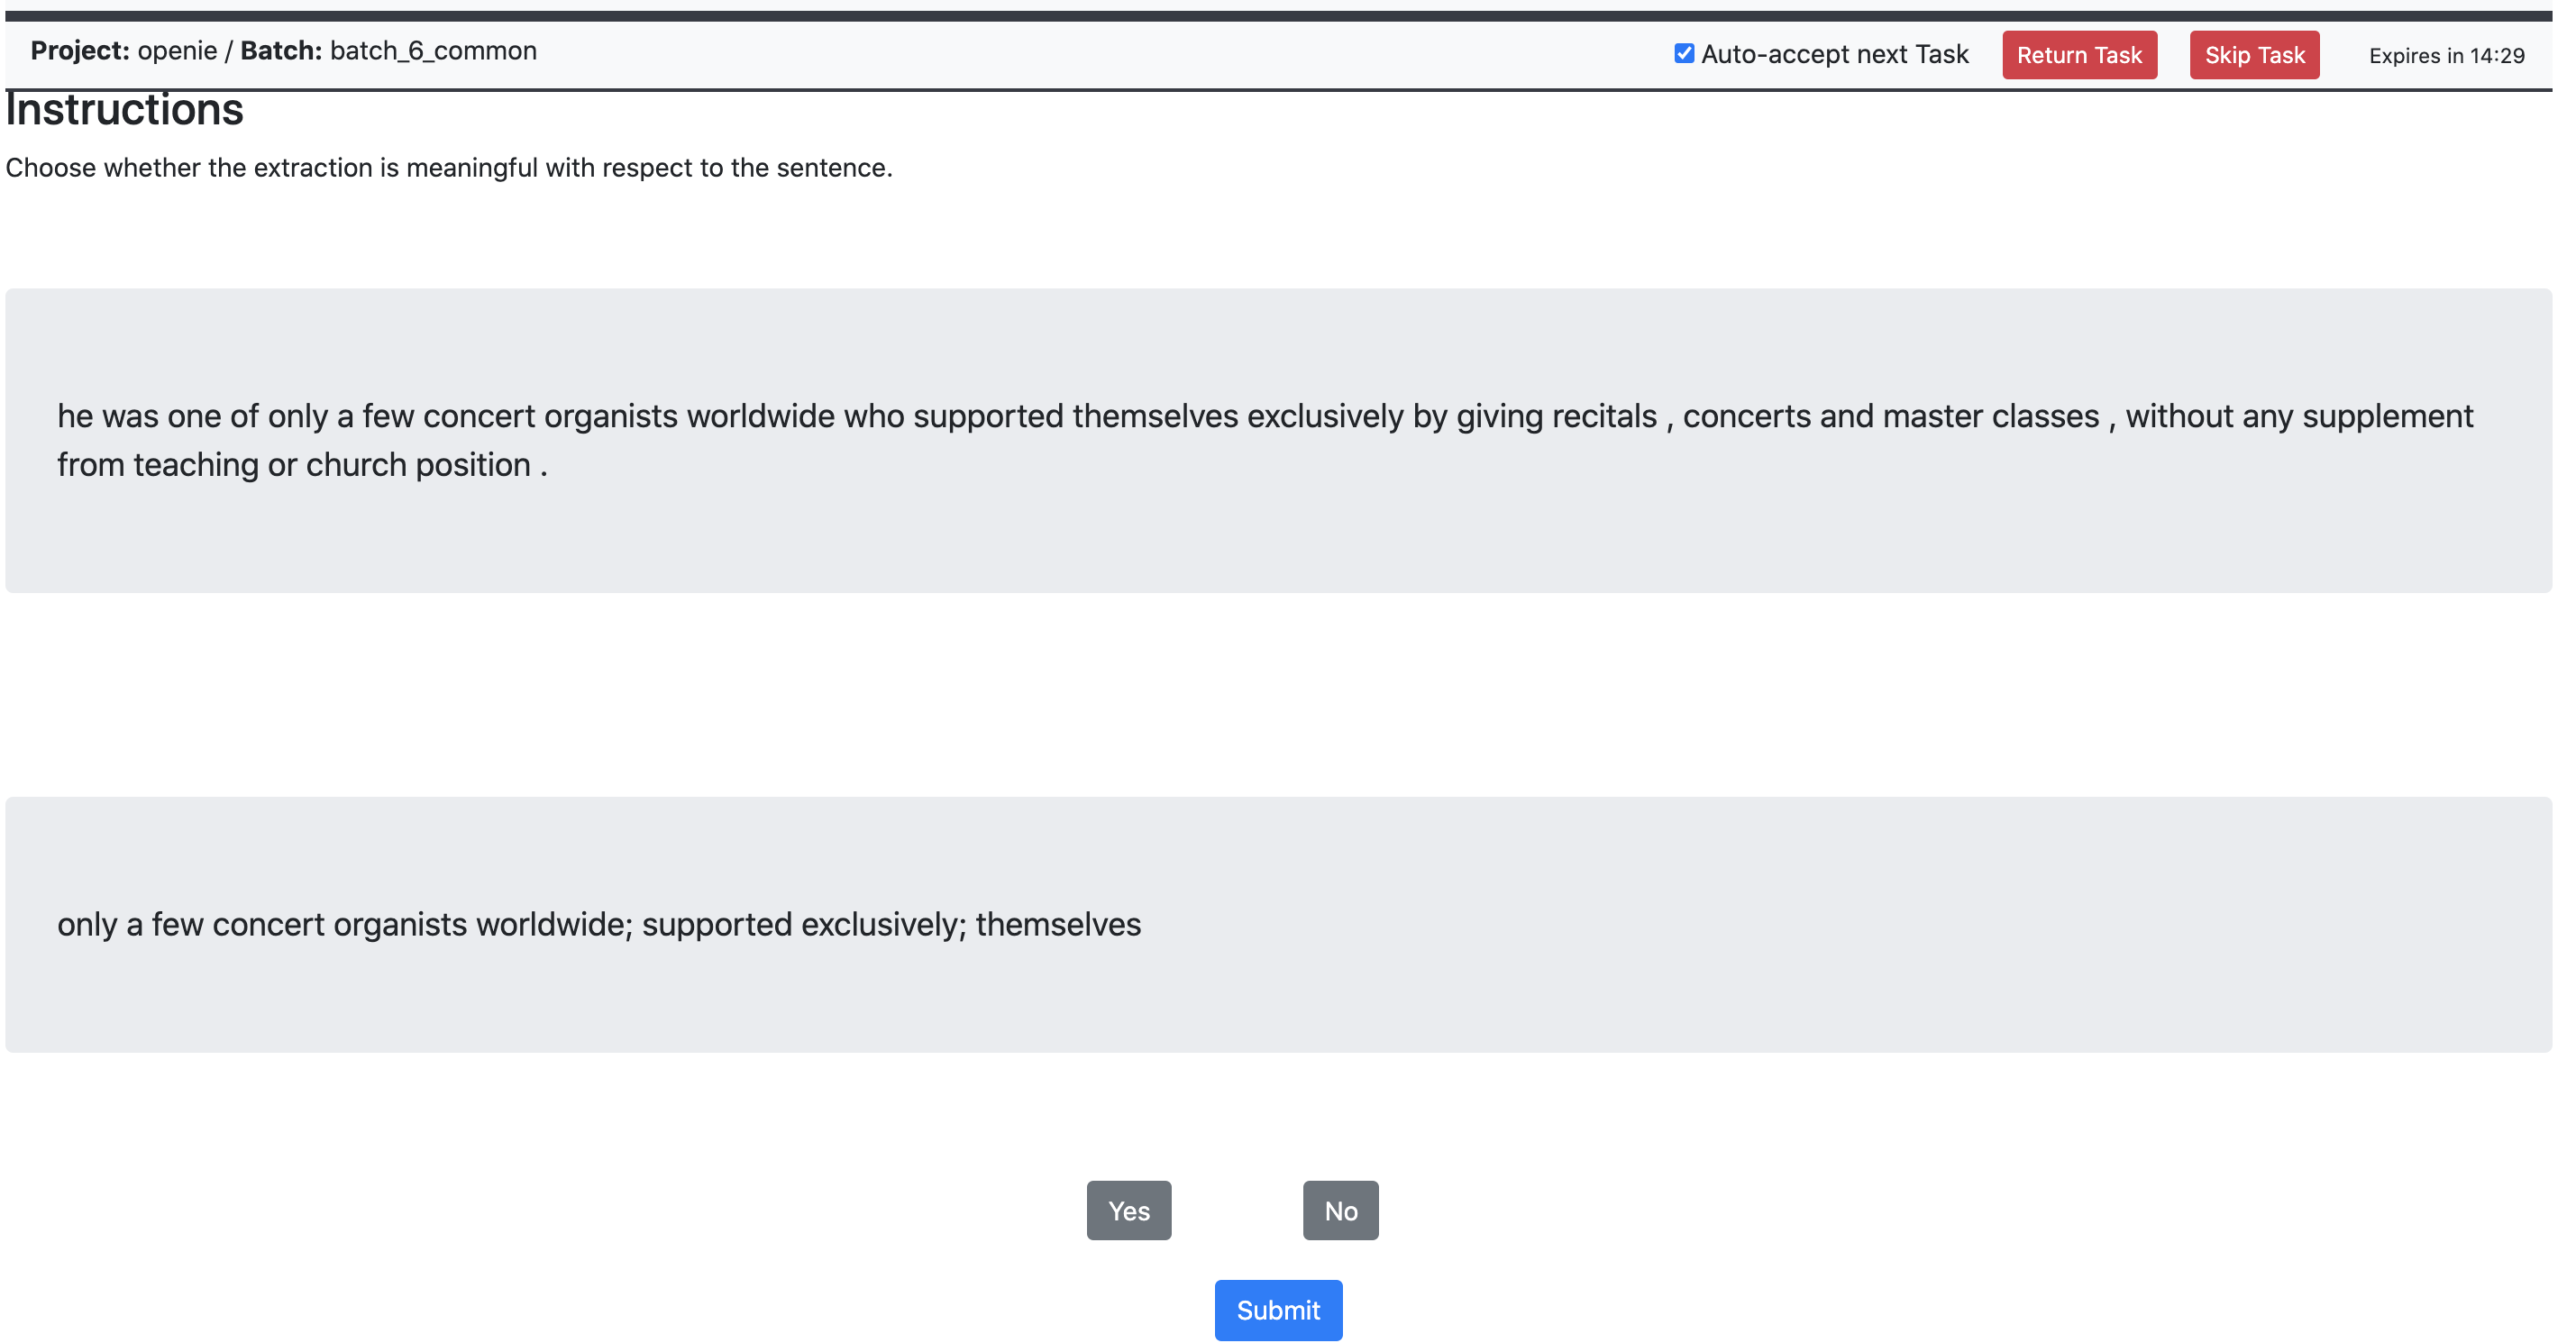 Project: openie / Batch: batch_6_common
Auto-accept next Task
Return Task
Skip Task
Expires in 14:29
Instructions
Choose whether the extraction is meaningful with respect to the sentence.
he was one of only a few concert organists worldwide who supported themselves exclusively by giving recitals , concerts and master classes , without any supplement
from teaching or church position .
only a few concert organists worldwide; supported exclusively; themselves
Yes
No
Submit